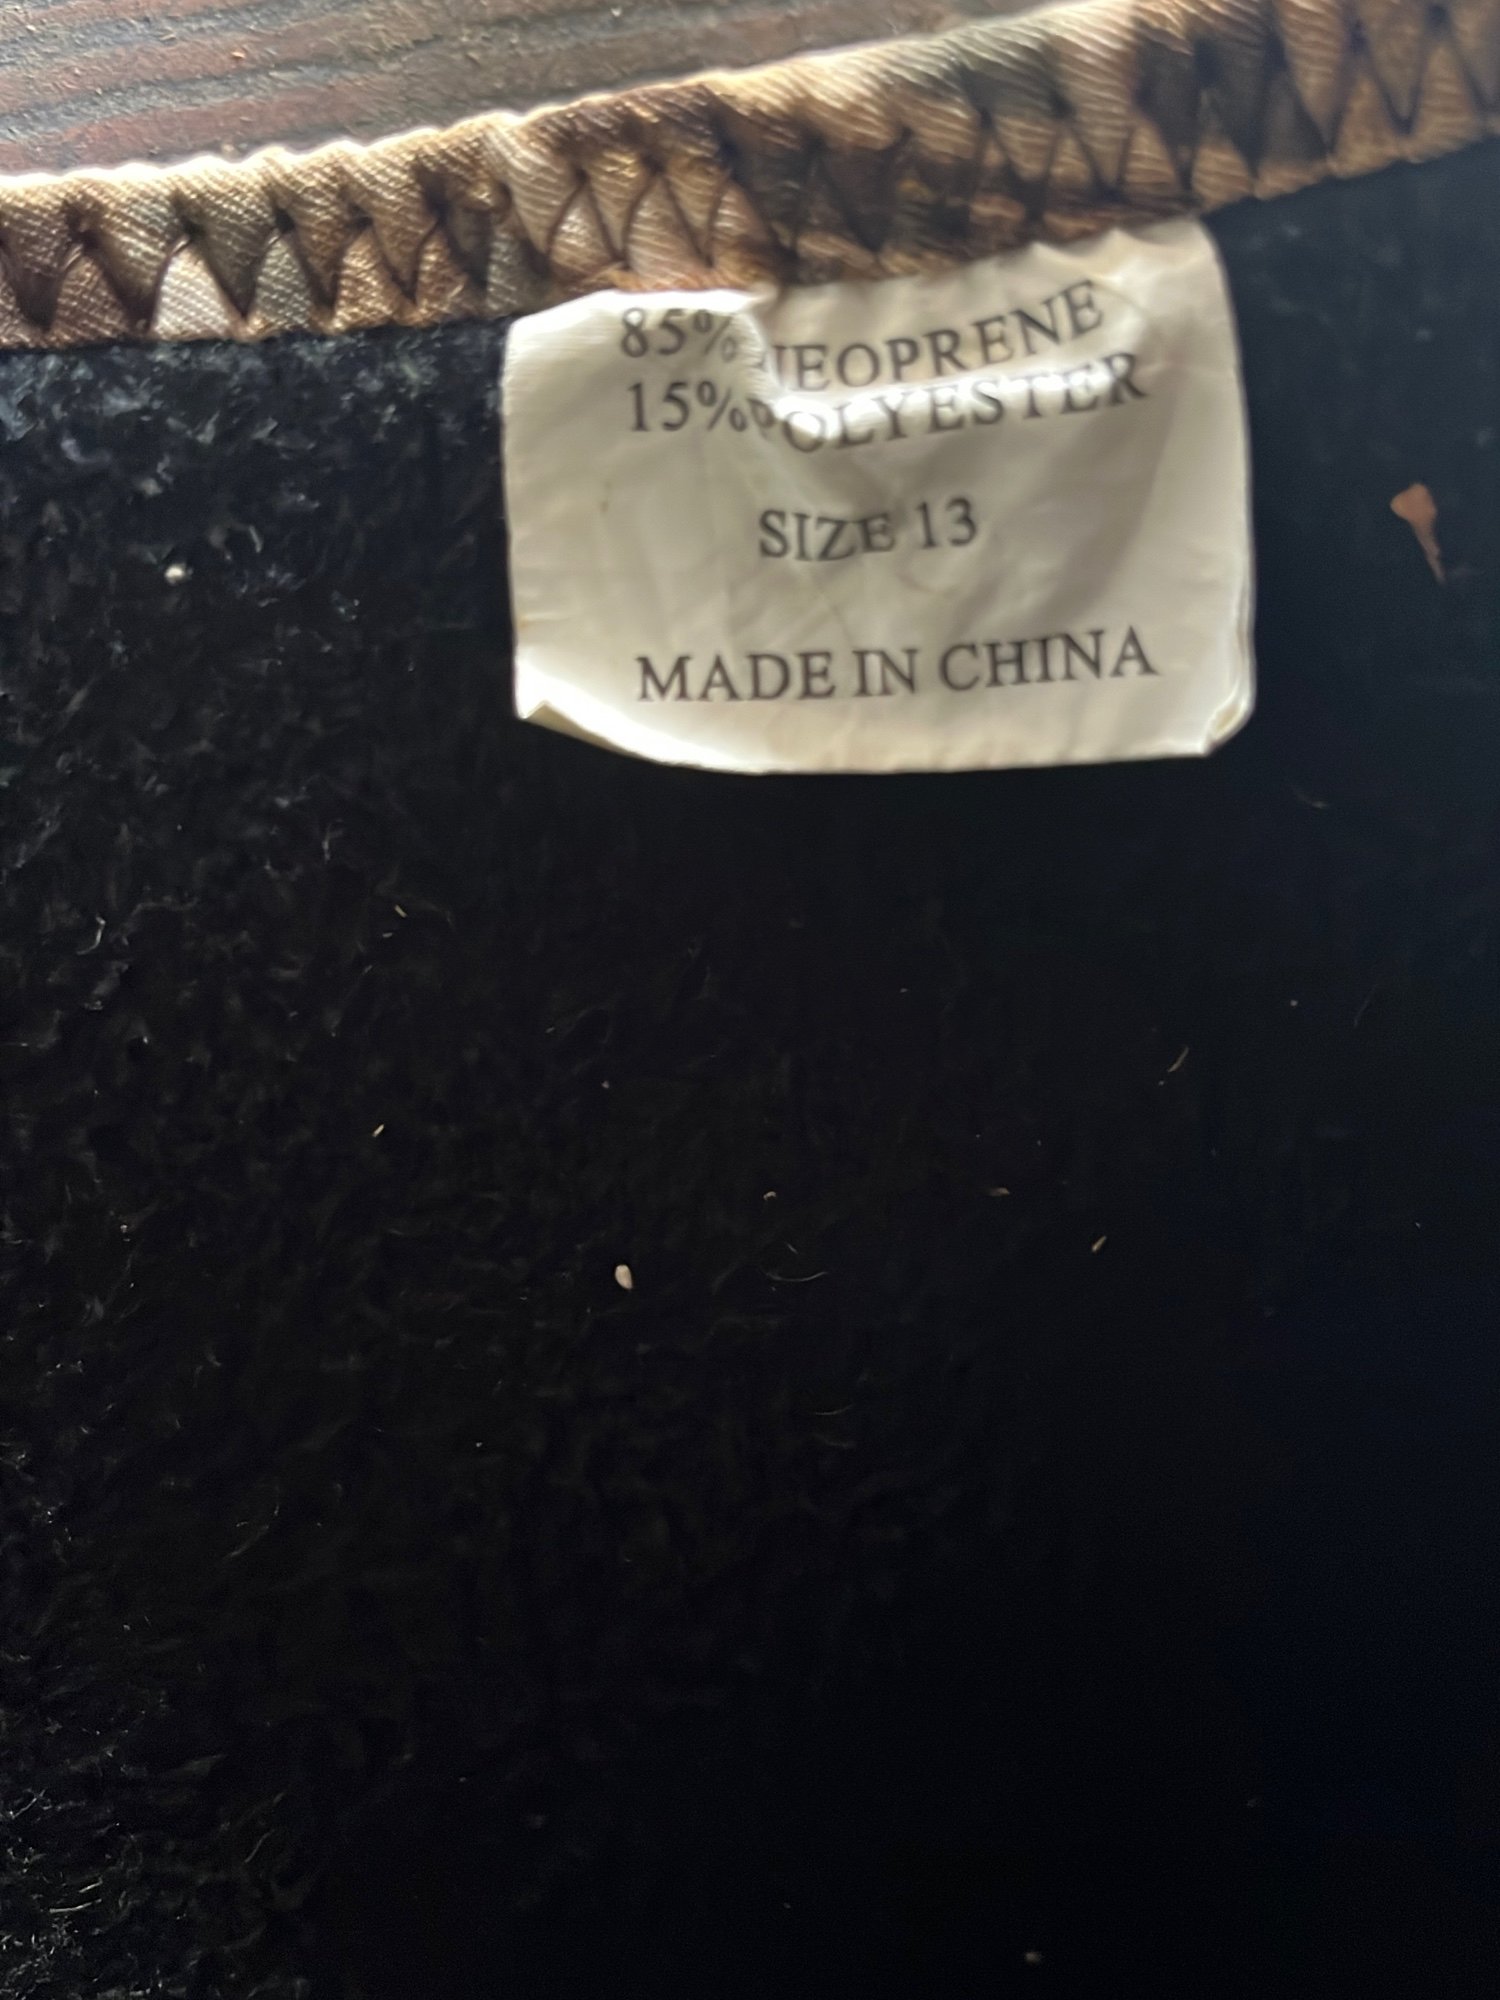 85% NEOPRENE
15% POLYESTER
SIZE 13
MADE IN CHINA